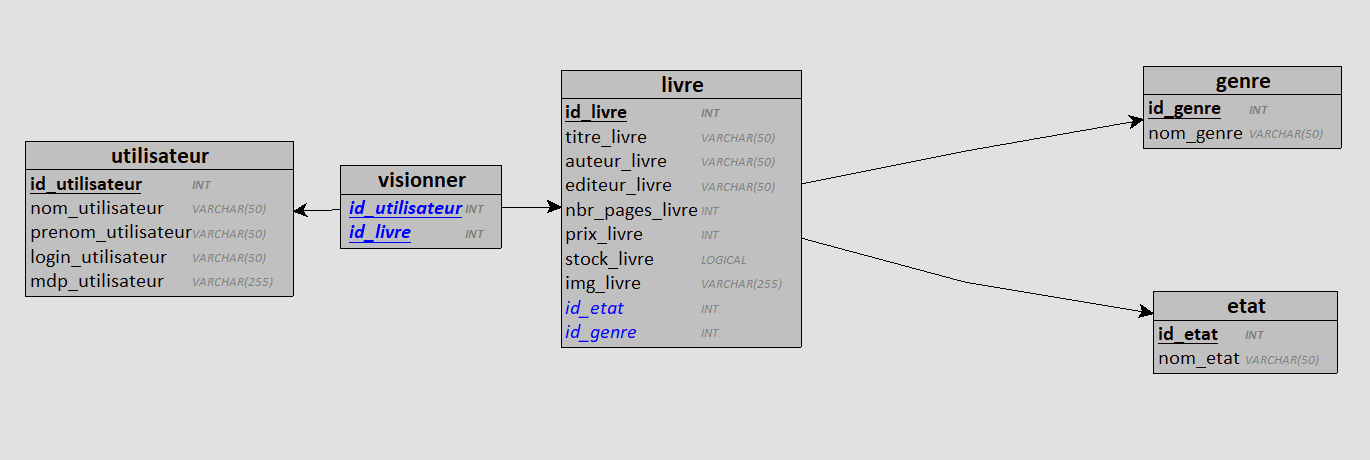 utilisateur
id_utilisateur INT
nom_utilisateur VARCHAR(50)
prenom_utilisateur VARCHAR(50)
login_utilisateur VARCHAR(50)
mdp_utilisateur VARCHAR(255)
visionner
id_utilisateur INT
id_livre INT
livre
id_livre INT
titre_livre VARCHAR(50)
auteur_livre VARCHAR(50)
editeur_livre VARCHAR(50)
nbr_pages_livre INT
prix_livre INT
stock_livre LOGICAL
img_livre VARCHAR(255)
id_etat INT
id_genre INT
genre
id_genre INT
nom_genre VARCHAR(50)
etat
id_etat INT
nom_etat VARCHAR(50)